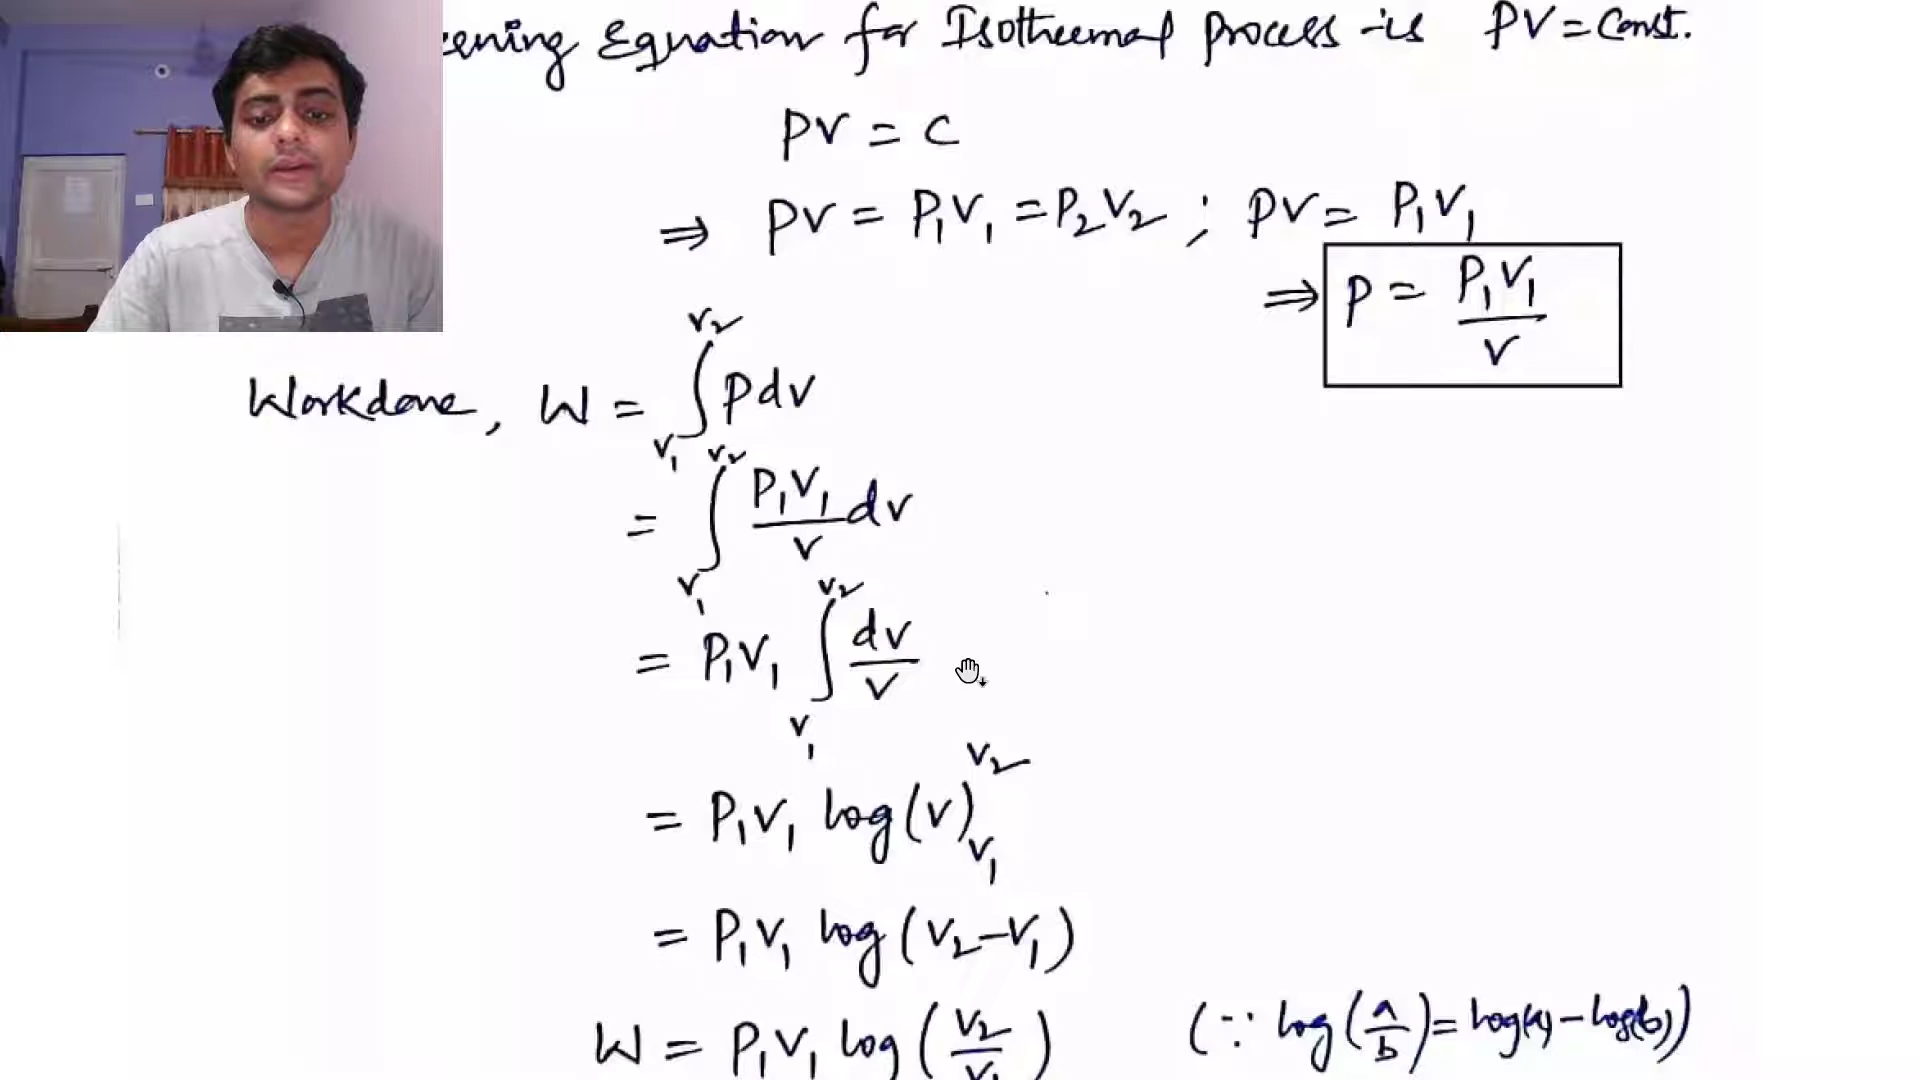 Equation for Isothermal process is PV = Const.
PV = C
⇒ PV = P₁V₁ = P₂V₂ ; PV = P₁V₁
⇒ P = P₁V₁/V
Workdone, W = ∫_{V₁}^{V₂} P dV
= ∫_{V₁}^{V₂} P₁V₁/V dV
= P₁V₁ ∫_{V₁}^{V₂} dV/V
= P₁V₁ log(V)_{V₁}^{V₂}
= P₁V₁ log(V₂-V₁)
W = P₁V₁ log(V₂/V₁) (∵ log(a/b) = log(a) - log(b))